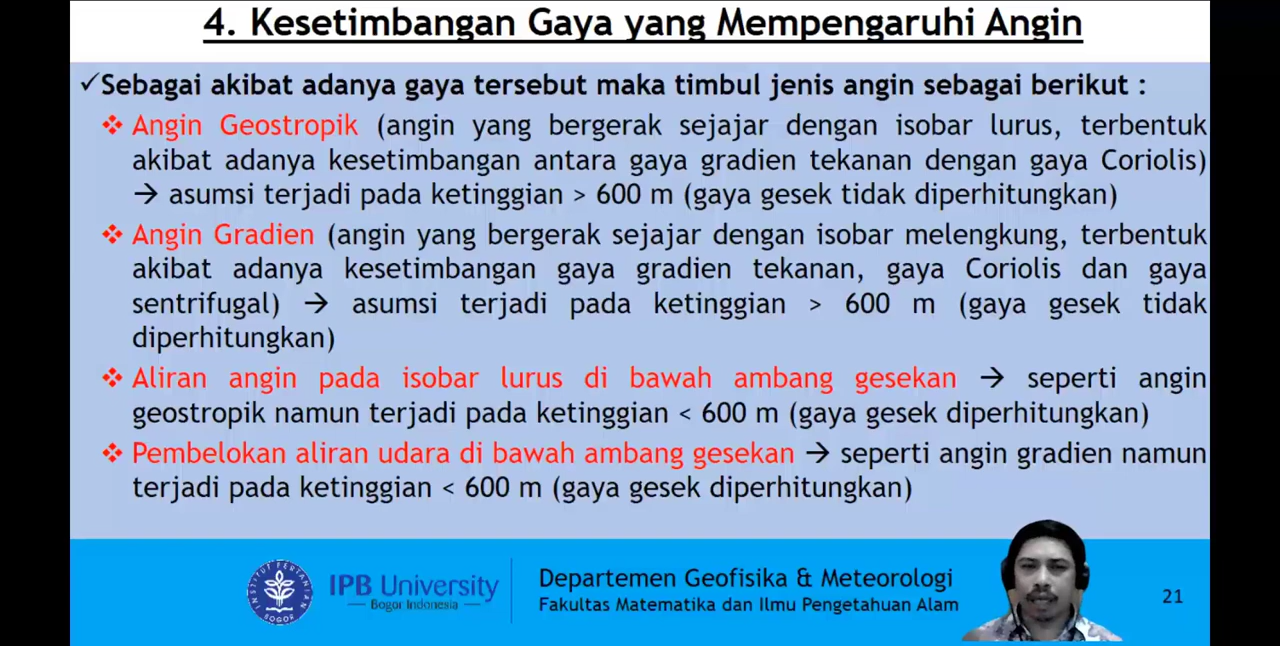 4. Kesetimbangan Gaya yang Mempengaruhi Angin
✓Sebagai akibat adanya gaya tersebut maka timbul jenis angin sebagai berikut :
❖ Angin Geostropik (angin yang bergerak sejajar dengan isobar lurus, terbentuk
akibat adanya kesetimbangan antara gaya gradien tekanan dengan gaya Coriolis)
→ asumsi terjadi pada ketinggian > 600 m (gaya gesek tidak diperhitungkan)
❖ Angin Gradien (angin yang bergerak sejajar dengan isobar melengkung, terbentuk
akibat adanya kesetimbangan gaya gradien tekanan, gaya Coriolis dan gaya
sentrifugal) → asumsi terjadi pada ketinggian > 600 m (gaya gesek tidak
diperhitungkan)
❖ Aliran angin pada isobar lurus di bawah ambang gesekan → seperti angin
geostropik namun terjadi pada ketinggian < 600 m (gaya gesek diperhitungkan)
❖ Pembelokan aliran udara di bawah ambang gesekan → seperti angin gradien namun
terjadi pada ketinggian < 600 m (gaya gesek diperhitungkan)
INSTITUT PERTANIAN BOGOR
IPB University
Bogor Indonesia
Departemen Geofisika & Meteorologi
Fakultas Matematika dan Ilmu Pengetahuan Alam
21